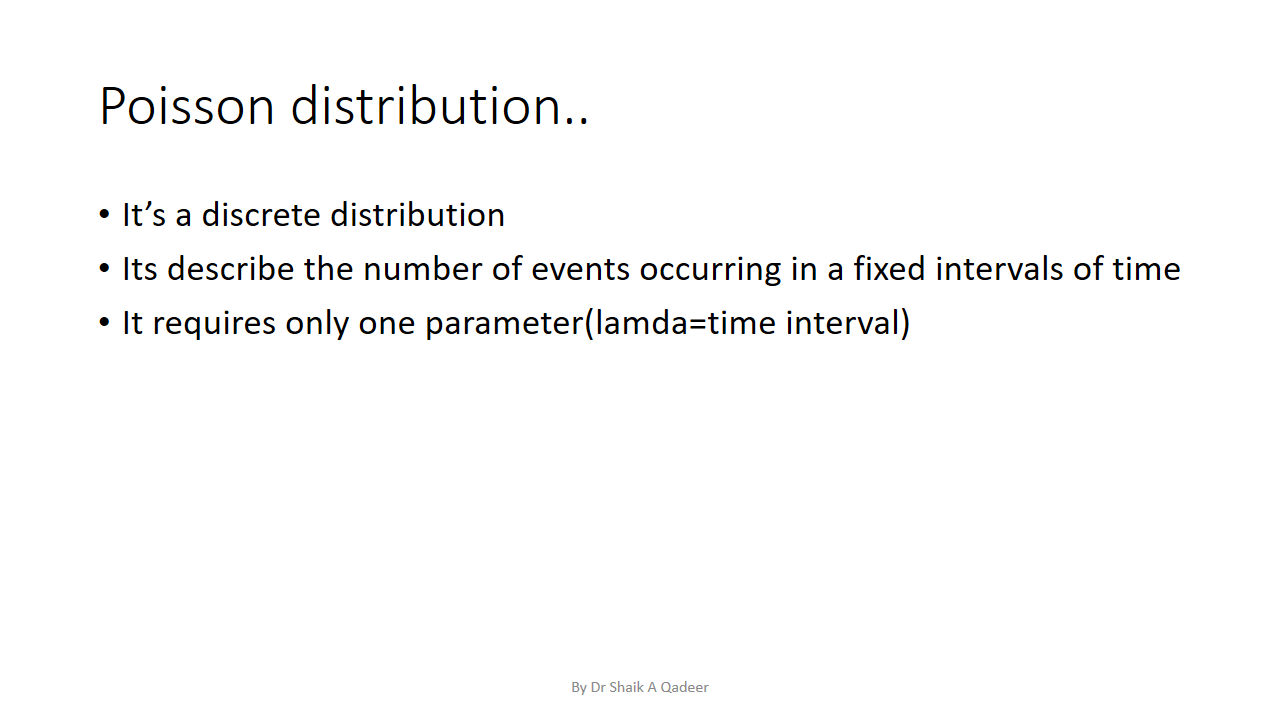 Poisson distribution..
• It’s a discrete distribution
• Its describe the number of events occurring in a fixed intervals of time
• It requires only one parameter(lamda=time interval)
By Dr Shaik A Qadeer